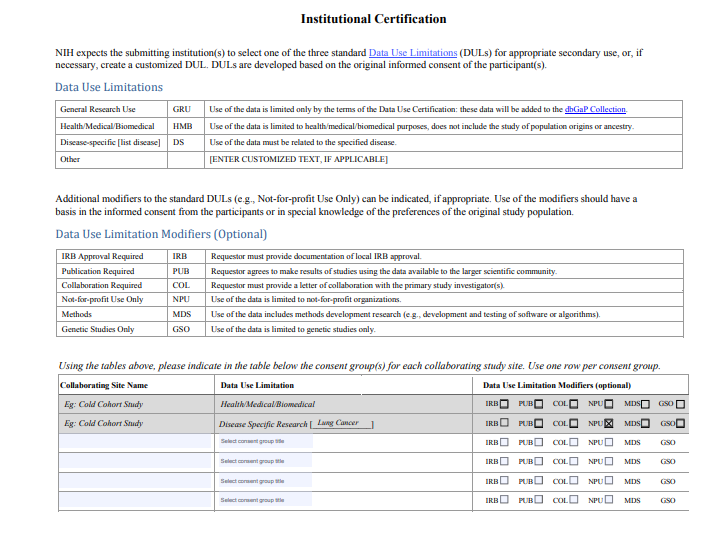 Institutional Certification
NIH expects the submitting institution(s) to select one of the three standard Data Use Limitations (DULs) for appropriate secondary use, or, if
necessary, create a customized DUL. DULs are developed based on the original informed consent of the participant(s).
Data Use Limitations
General Research Use GRU Use of the data is limited only by the terms of the Data Use Certification: these data will be added to the dbGaP Collection.
Health/Medical/Biomedical HMB Use of the data is limited to health/medical/biomedical purposes, does not include the study of population origins or ancestry.
Disease-specific [list disease] DS Use of the data must be related to the specified disease.
Other [ENTER CUSTOMIZED TEXT, IF APPLICABLE]
Additional modifiers to the standard DULs (e.g., Not-for-profit Use Only) can be indicated, if appropriate. Use of the modifiers should have a
basis in the informed consent from the participants or in special knowledge of the preferences of the original study population.
Data Use Limitation Modifiers (Optional)
IRB Approval Required IRB Requestor must provide documentation of local IRB approval.
Publication Required PUB Requestor agrees to make results of studies using the data available to the larger scientific community.
Collaboration Required COL Requestor must provide a letter of collaboration with the primary study investigator(s).
Not-for-profit Use Only NPU Use of the data is limited to not-for-profit organizations.
Methods MDS Use of the data includes methods development research (e.g., development and testing of software or algorithms).
Genetic Studies Only GSO Use of the data is limited to genetic studies only.
Using the tables above, please indicate in the table below the consent group(s) for each collaborating study site. Use one row per consent group.
Collaborating Site Name Data Use Limitation Data Use Limitation Modifiers (optional)
Eg: Cold Cohort Study Health/Medical/Biomedical IRB☐ PUB☐ COL☐ NPU☐ MDS☐ GSO☐
Eg: Cold Cohort Study Disease Specific Research [ Lung Cancer ] IRB☐ PUB☐ COL☐ NPU☒ MDS☐ GSO☐
Select consent group title IRB☐ PUB☐ COL☐ NPU☐ MDS GSO
Select consent group title IRB☐ PUB☐ COL☐ NPU☐ MDS GSO
Select consent group title IRB☐ PUB☐ COL☐ NPU☐ MDS GSO
Select consent group title IRB☐ PUB☐ COL☐ NPU☐ MDS GSO